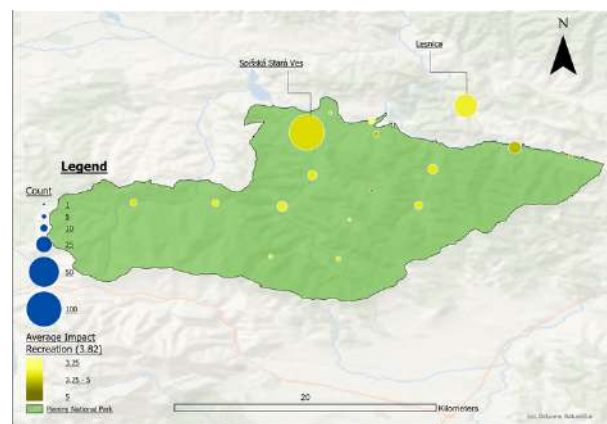 N
Lesnica
Spišská Stará Ves
Legend
Count
1
5
10
25
50
100
Average Impact
Recreation (3.82)
3.25
3.25 - 5
5
Pieniny National Park
20
Kilometers